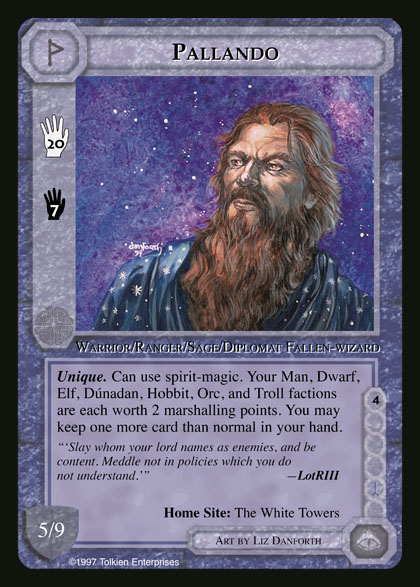 Pallando
20
7
danforth
97
Warrior/Ranger/Sage/Diplomat Fallen-wizard
Unique. Can use spirit-magic. Your Man, Dwarf,
Elf, Dúnadan, Hobbit, Orc, and Troll factions
are each worth 2 marshalling points. You may
keep one more card than normal in your hand.
4
“‘Slay whom your lord names as enemies, and be
content. Meddle not in policies which you do
not understand.’” —LotRIII
Home Site: The White Towers
5/9
Art by Liz Danforth
©1997 Tolkien Enterprises